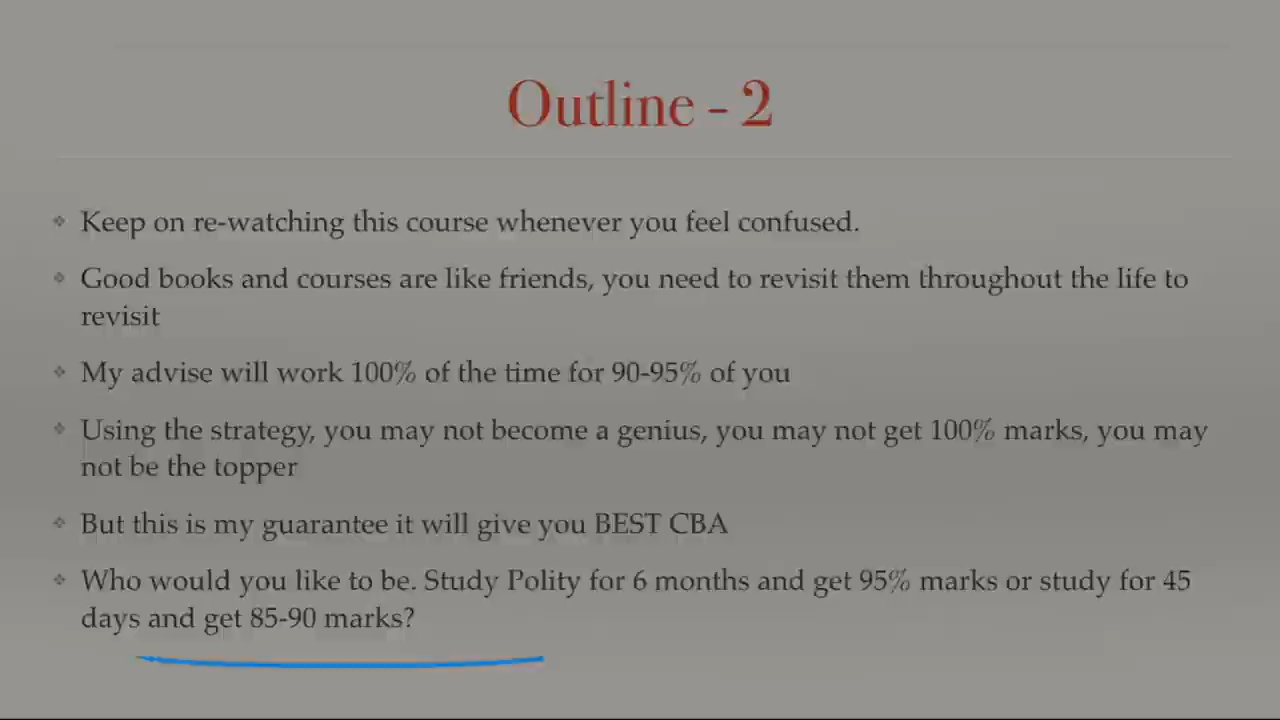 Outline - 2
Keep on re-watching this course whenever you feel confused.
Good books and courses are like friends, you need to revisit them throughout the life to
revisit
My advise will work 100% of the time for 90-95% of you
Using the strategy, you may not become a genius, you may not get 100% marks, you may
not be the topper
But this is my guarantee it will give you BEST CBA
Who would you like to be. Study Polity for 6 months and get 95% marks or study for 45
days and get 85-90 marks?